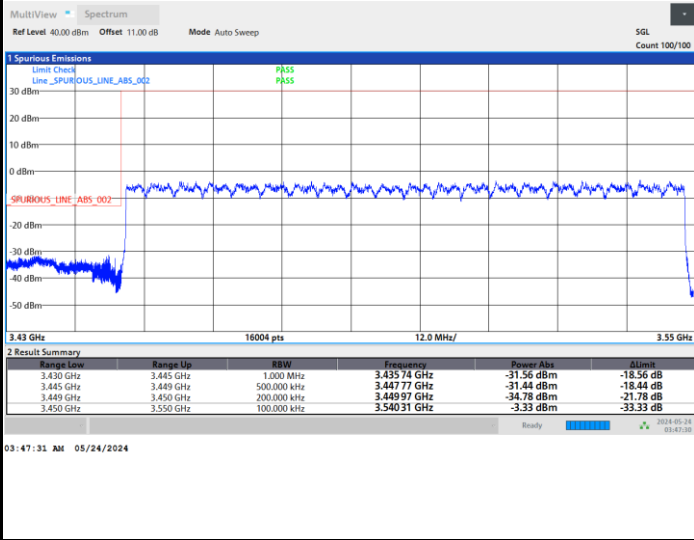 MultiView Spectrum
Ref Level 40.00 dBm Offset 11.00 dB Mode Auto Sweep SGL
Count 100/100
1 Spurious Emissions
Limit Check PASS
Line _SPURIOUS_LINE_ABS_002 PASS
30 dBm
20 dBm
10 dBm
0 dBm
_SPURIOUS_LINE_ABS_002
-20 dBm
-30 dBm
-40 dBm
-50 dBm
3.43 GHz 16004 pts 12.0 MHz/ 3.55 GHz
2 Result Summary
Range Low Range Up RBW Frequency Power Abs ΔLimit
3.430 GHz 3.445 GHz 1.000 MHz 3.435 74 GHz -31.56 dBm -18.56 dB
3.445 GHz 3.449 GHz 500.000 kHz 3.447 77 GHz -31.44 dBm -18.44 dB
3.449 GHz 3.450 GHz 200.000 kHz 3.449 97 GHz -34.78 dBm -21.78 dB
3.450 GHz 3.550 GHz 100.000 kHz 3.540 31 GHz -3.33 dBm -33.33 dB
Ready 2024-05-24
03:47:30
03:47:31 AM 05/24/2024